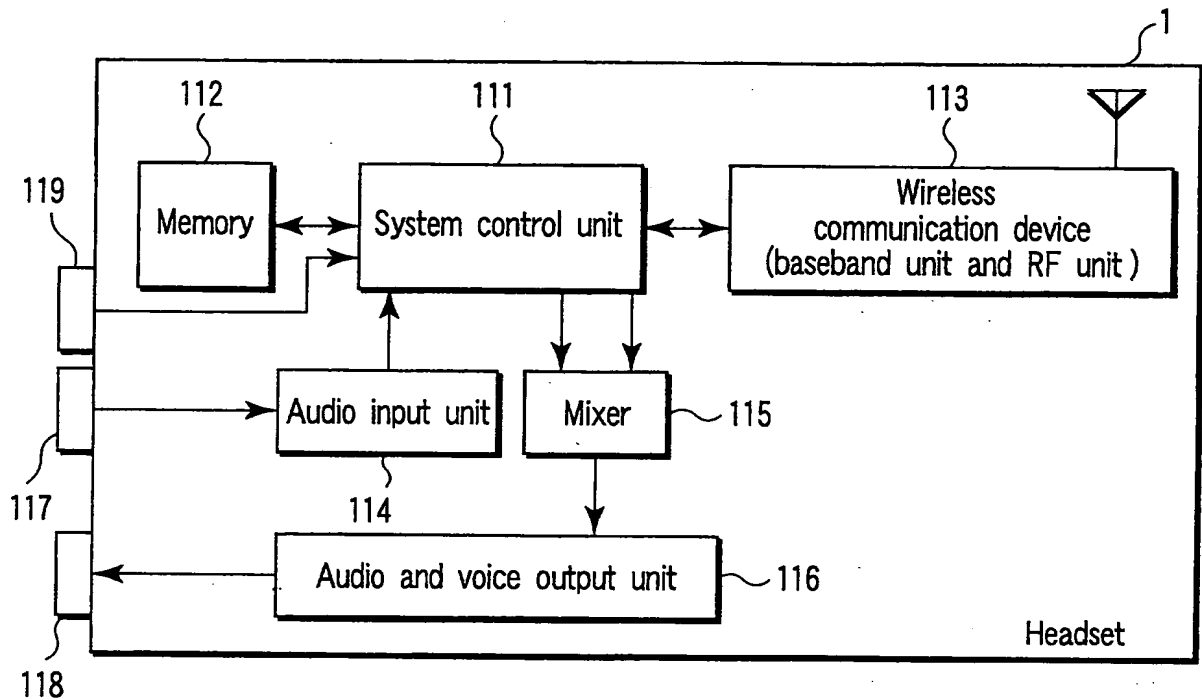 1
112
111
113
119
Memory
System control unit
Wireless
communication device
(baseband unit and RF unit)
Audio input unit
Mixer
115
117
114
Audio and voice output unit
116
118
Headset